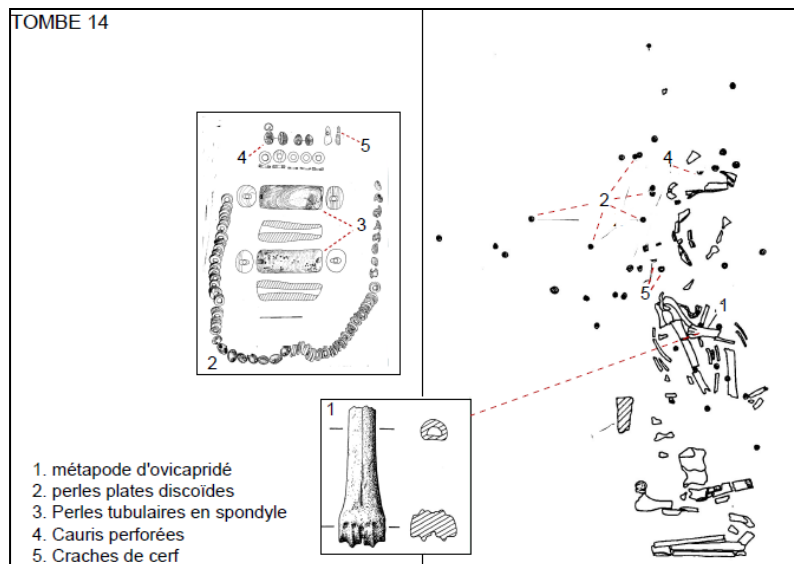 TOMBE 14
4
5
3
2
4
2
5
1
1
1. métapode d'ovicapridé
2. perles plates discoïdes
3. Perles tubulaires en spondyle
4. Cauris perforées
5. Craches de cerf